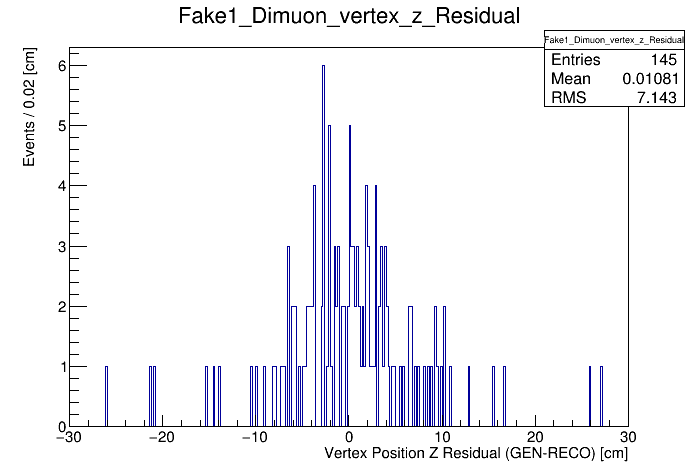 Fake1_Dimuon_vertex_z_Residual
Fake1_Dimuon_vertex_z_Residual
Entries 145
Mean 0.01081
RMS 7.143
Events / 0.02 [cm]
6
5
4
3
2
1
0
−30 −20 −10 0 10 20 30
Vertex Position Z Residual (GEN-RECO) [cm]